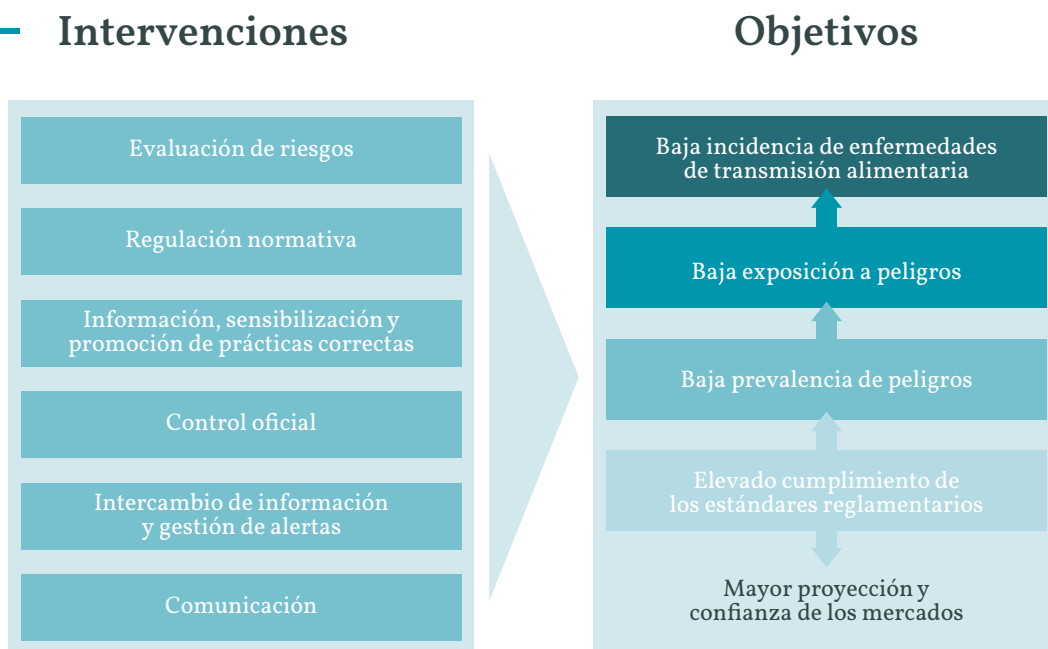 Intervenciones
Evaluación de riesgos
Regulación normativa
Información, sensibilización y
promoción de prácticas correctas
Control oficial
Intercambio de información
y gestión de alertas
Comunicación
Objetivos
Baja incidencia de enfermedades
de transmisión alimentaria
Baja exposición a peligros
Baja prevalencia de peligros
Elevado cumplimiento de
los estándares reglamentarios
Mayor proyección y
confianza de los mercados